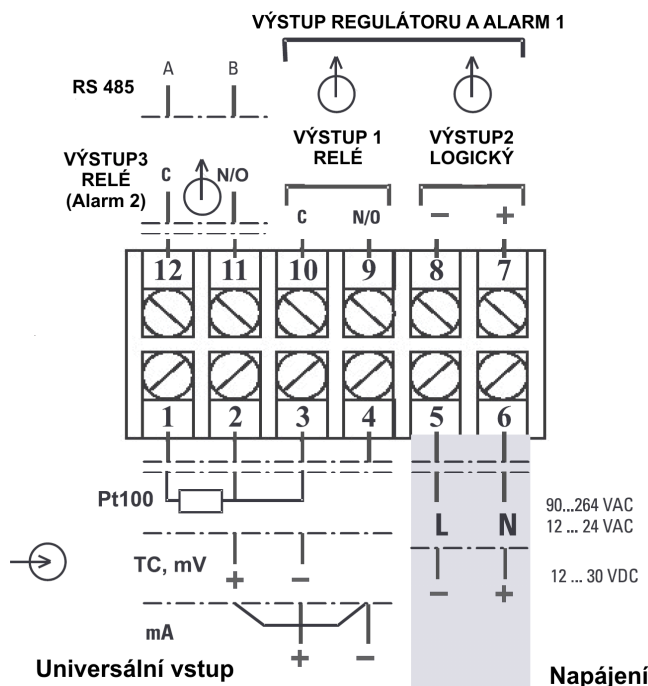 VÝSTUP REGULÁTORU A ALARM 1
A B
RS 485
VÝSTUP 1
RELÉ
VÝSTUP2
LOGICKÝ
VÝSTUP3
RELÉ
(Alarm 2)
C N/O
C N/O
− +
12 11 10 9 8 7
1 2 3 4 5 6
Pt100
L N
90...264 VAC
12 ... 24 VAC
TC, mV
+ −
− +
12 ... 30 VDC
mA
+ −
Universální vstup
Napájení